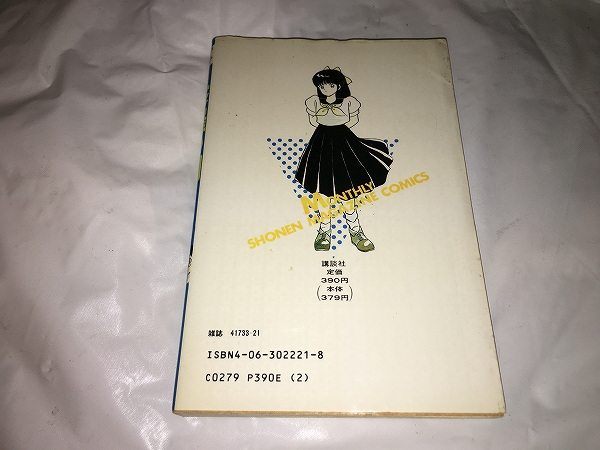 MONTHLY
SHONEN MAGAZINE COMICS
講談社
定価
390円
(本体
379円)
雑誌 41733-21
ISBN4-06-302221-8
C0279 P390E (2)